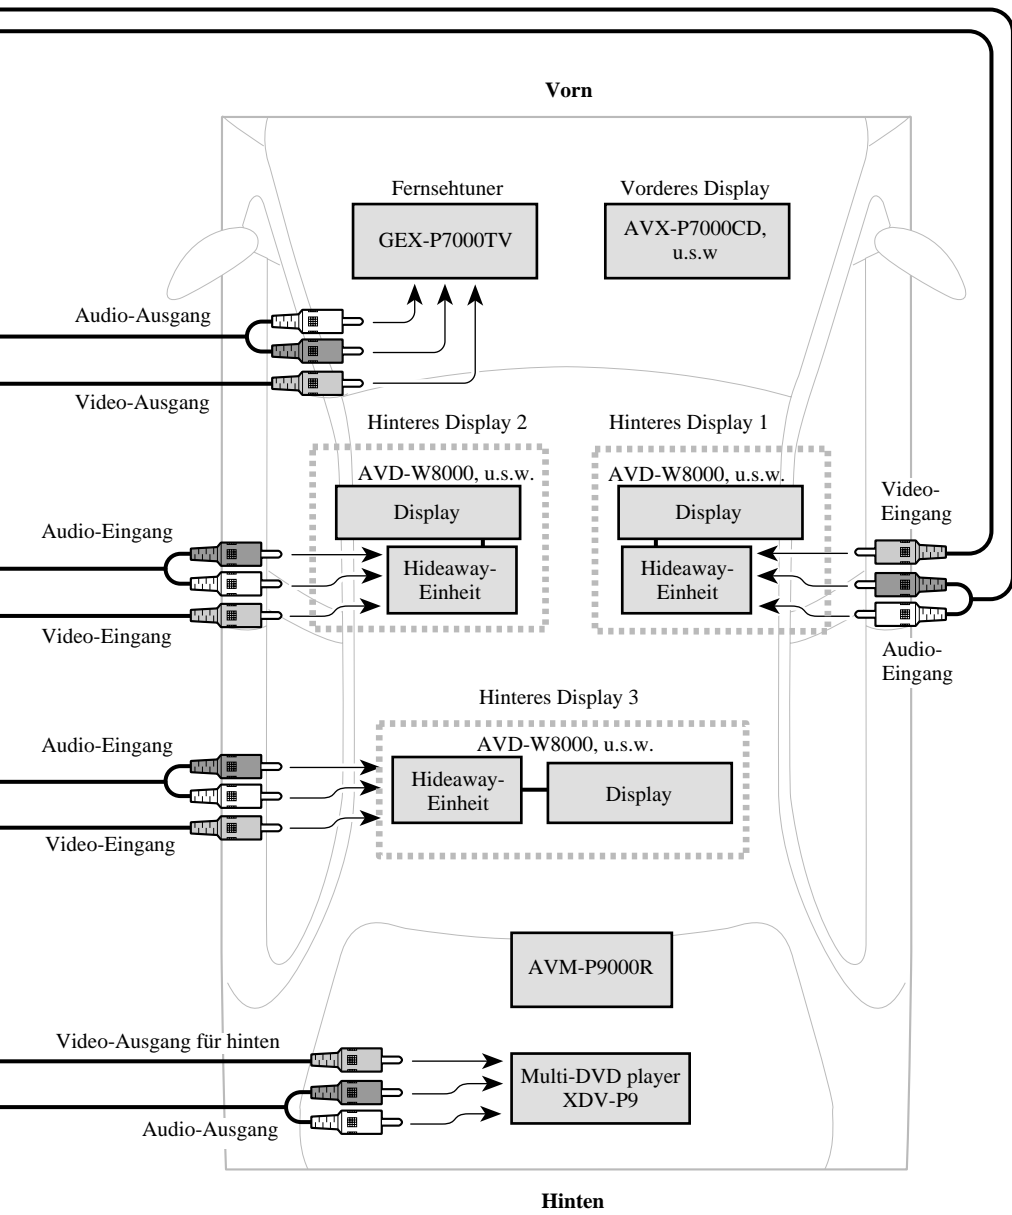 Vorn
Fernsehtuner
Vorderes Display
GEX-P7000TV
AVX-P7000CD,
u.s.w
Audio-Ausgang
Video-Ausgang
Hinteres Display 2
Hinteres Display 1
AVD-W8000, u.s.w.
AVD-W8000, u.s.w.
Display
Display
Video-
Eingang
Audio-Eingang
Hideaway-
Einheit
Hideaway-
Einheit
Video-Eingang
Audio-
Eingang
Hinteres Display 3
Audio-Eingang
AVD-W8000, u.s.w.
Hideaway-
Einheit
Display
Video-Eingang
AVM-P9000R
Video-Ausgang für hinten
Multi-DVD player
XDV-P9
Audio-Ausgang
Hinten